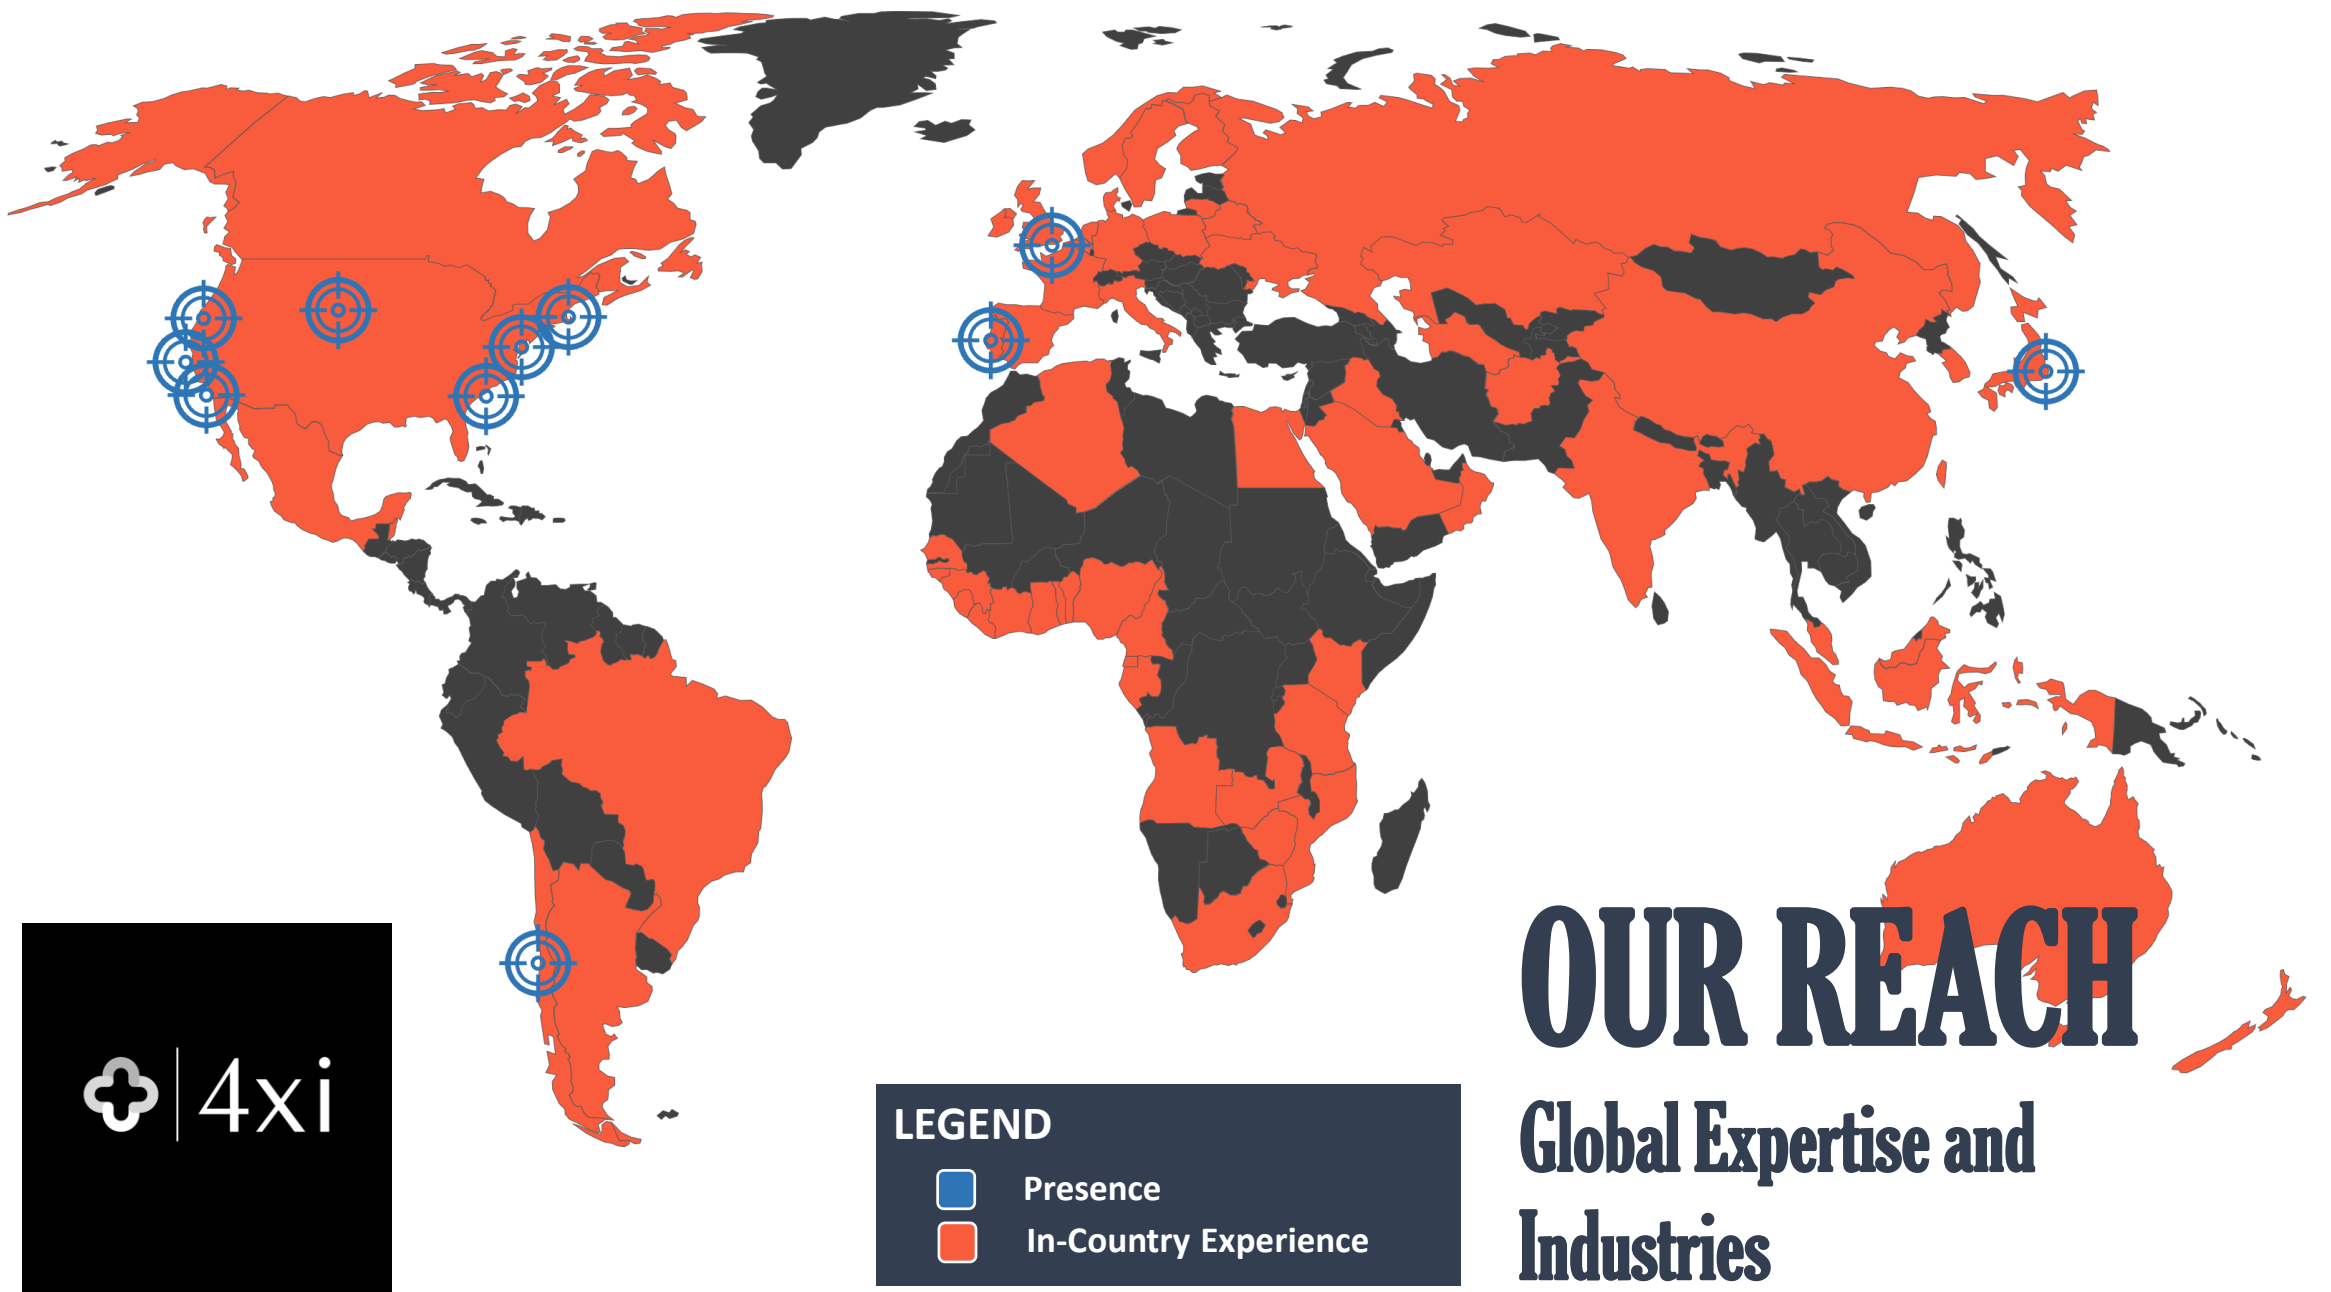 OUR REACH
Global Expertise and
Industries
4xi
LEGEND
Presence
In-Country Experience